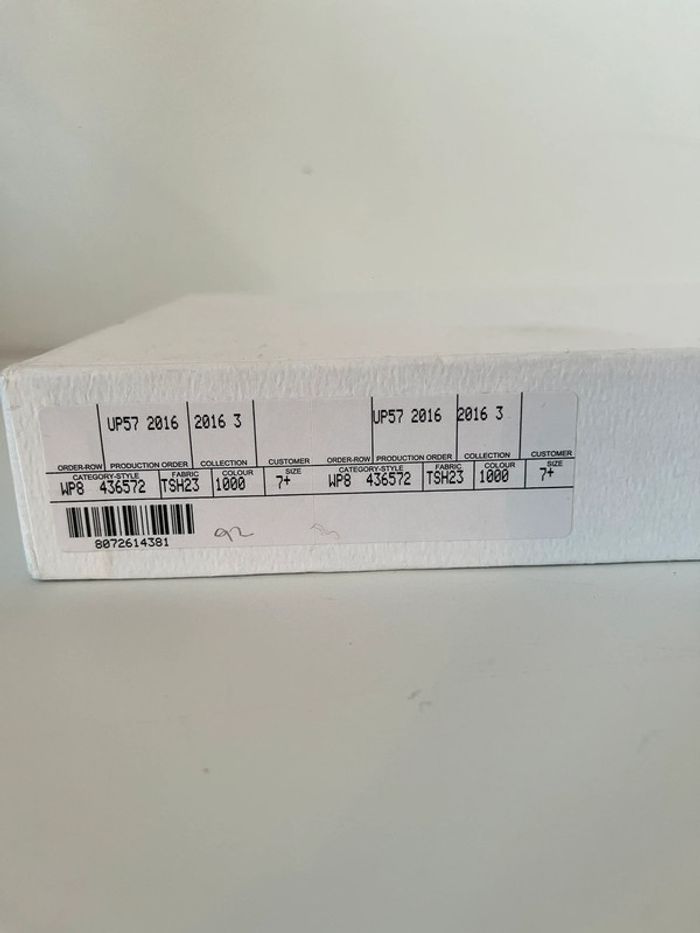 UP57 2016 2016 3 UP57 2016 2016 3
ORDER-ROW PRODUCTION ORDER COLLECTION CUSTOMER ORDER-ROW PRODUCTION ORDER COLLECTION CUSTOMER
CATEGORY-STYLE FABRIC COLOUR SIZE CATEGORY-STYLE FABRIC COLOUR SIZE
WP8 436572 TSH23 1000 7+ WP8 436572 TSH23 1000 7+
8072614381
92